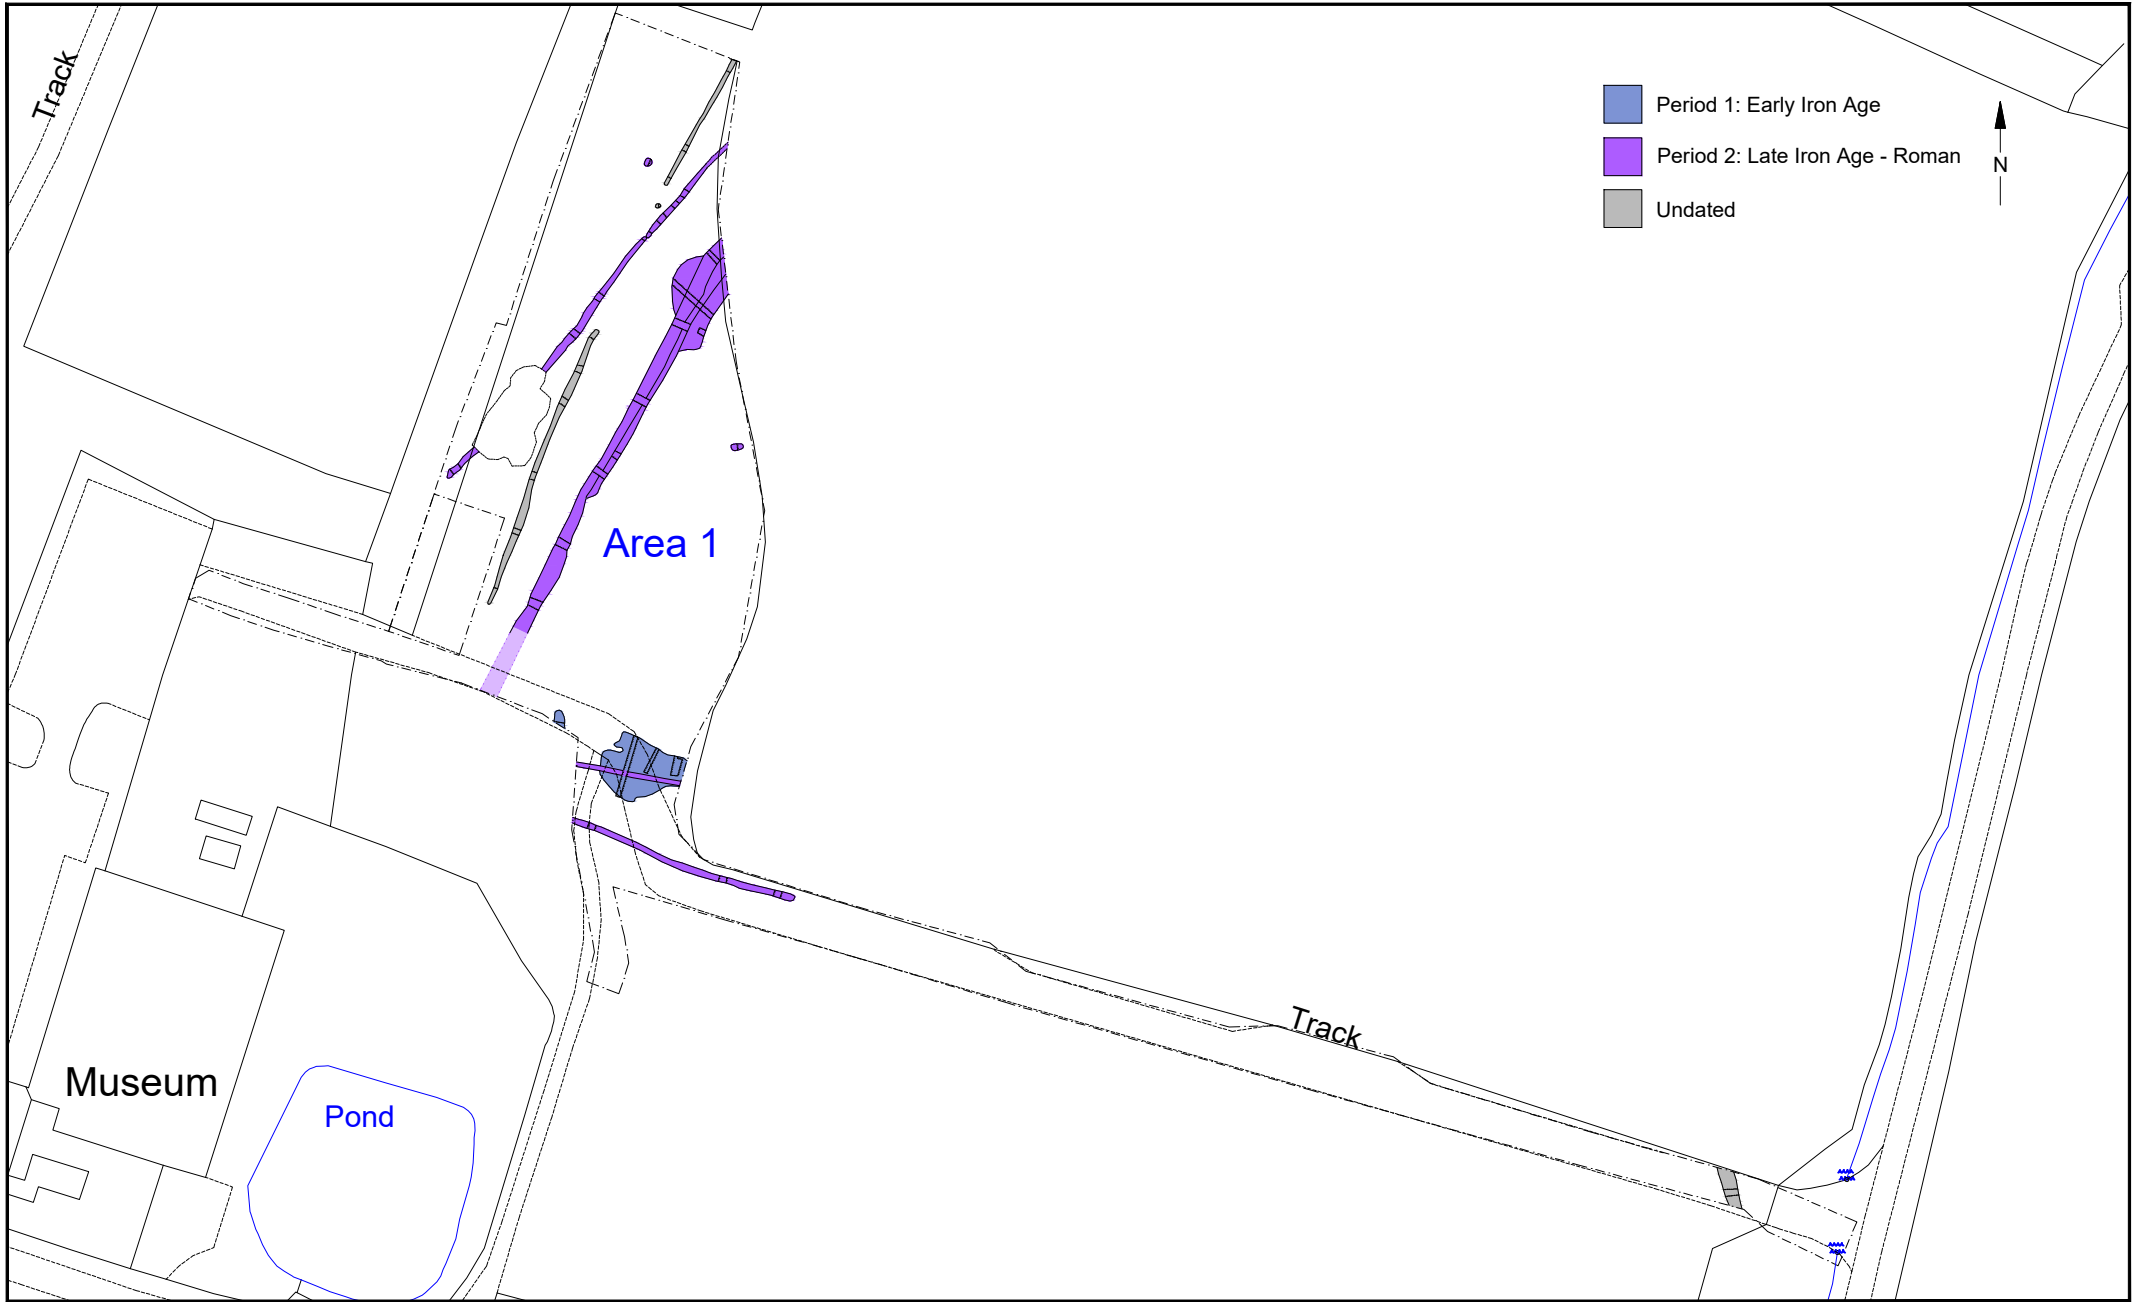 Track
Period 1: Early Iron Age
Period 2: Late Iron Age - Roman
Undated
N
Area 1
Track
Museum
Pond